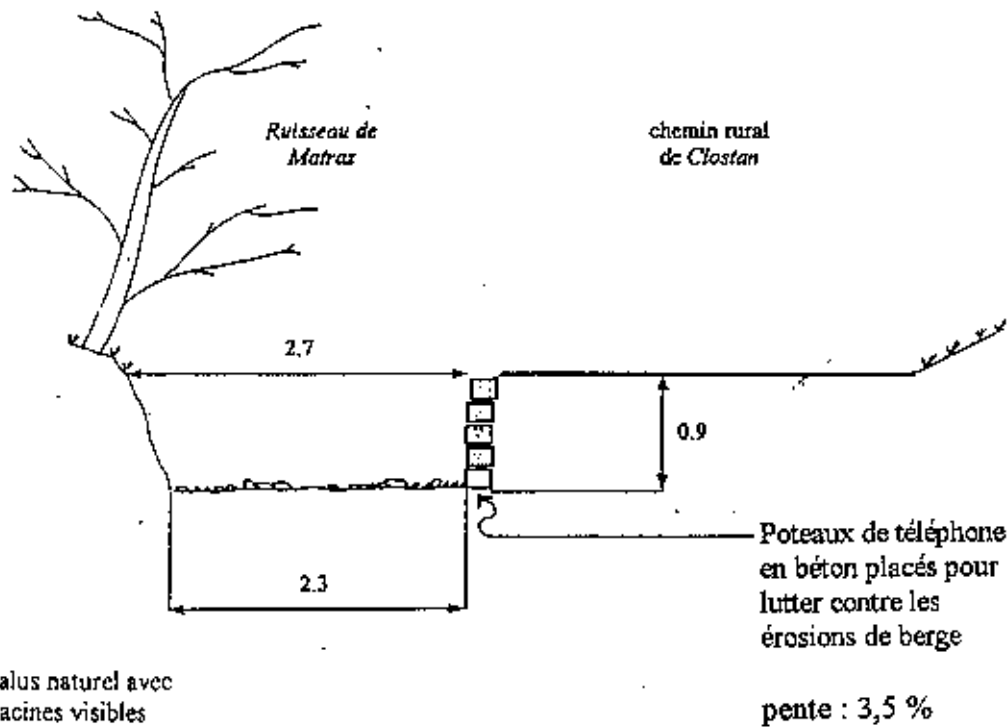 Ruisseau de
Matraz
chemin rural
de Clostan
2,7
0.9
2.3
Poteaux de téléphone
en béton placés pour
lutter contre les
érosions de berge
alus naturel avec
acines visibles
pente : 3,5 %